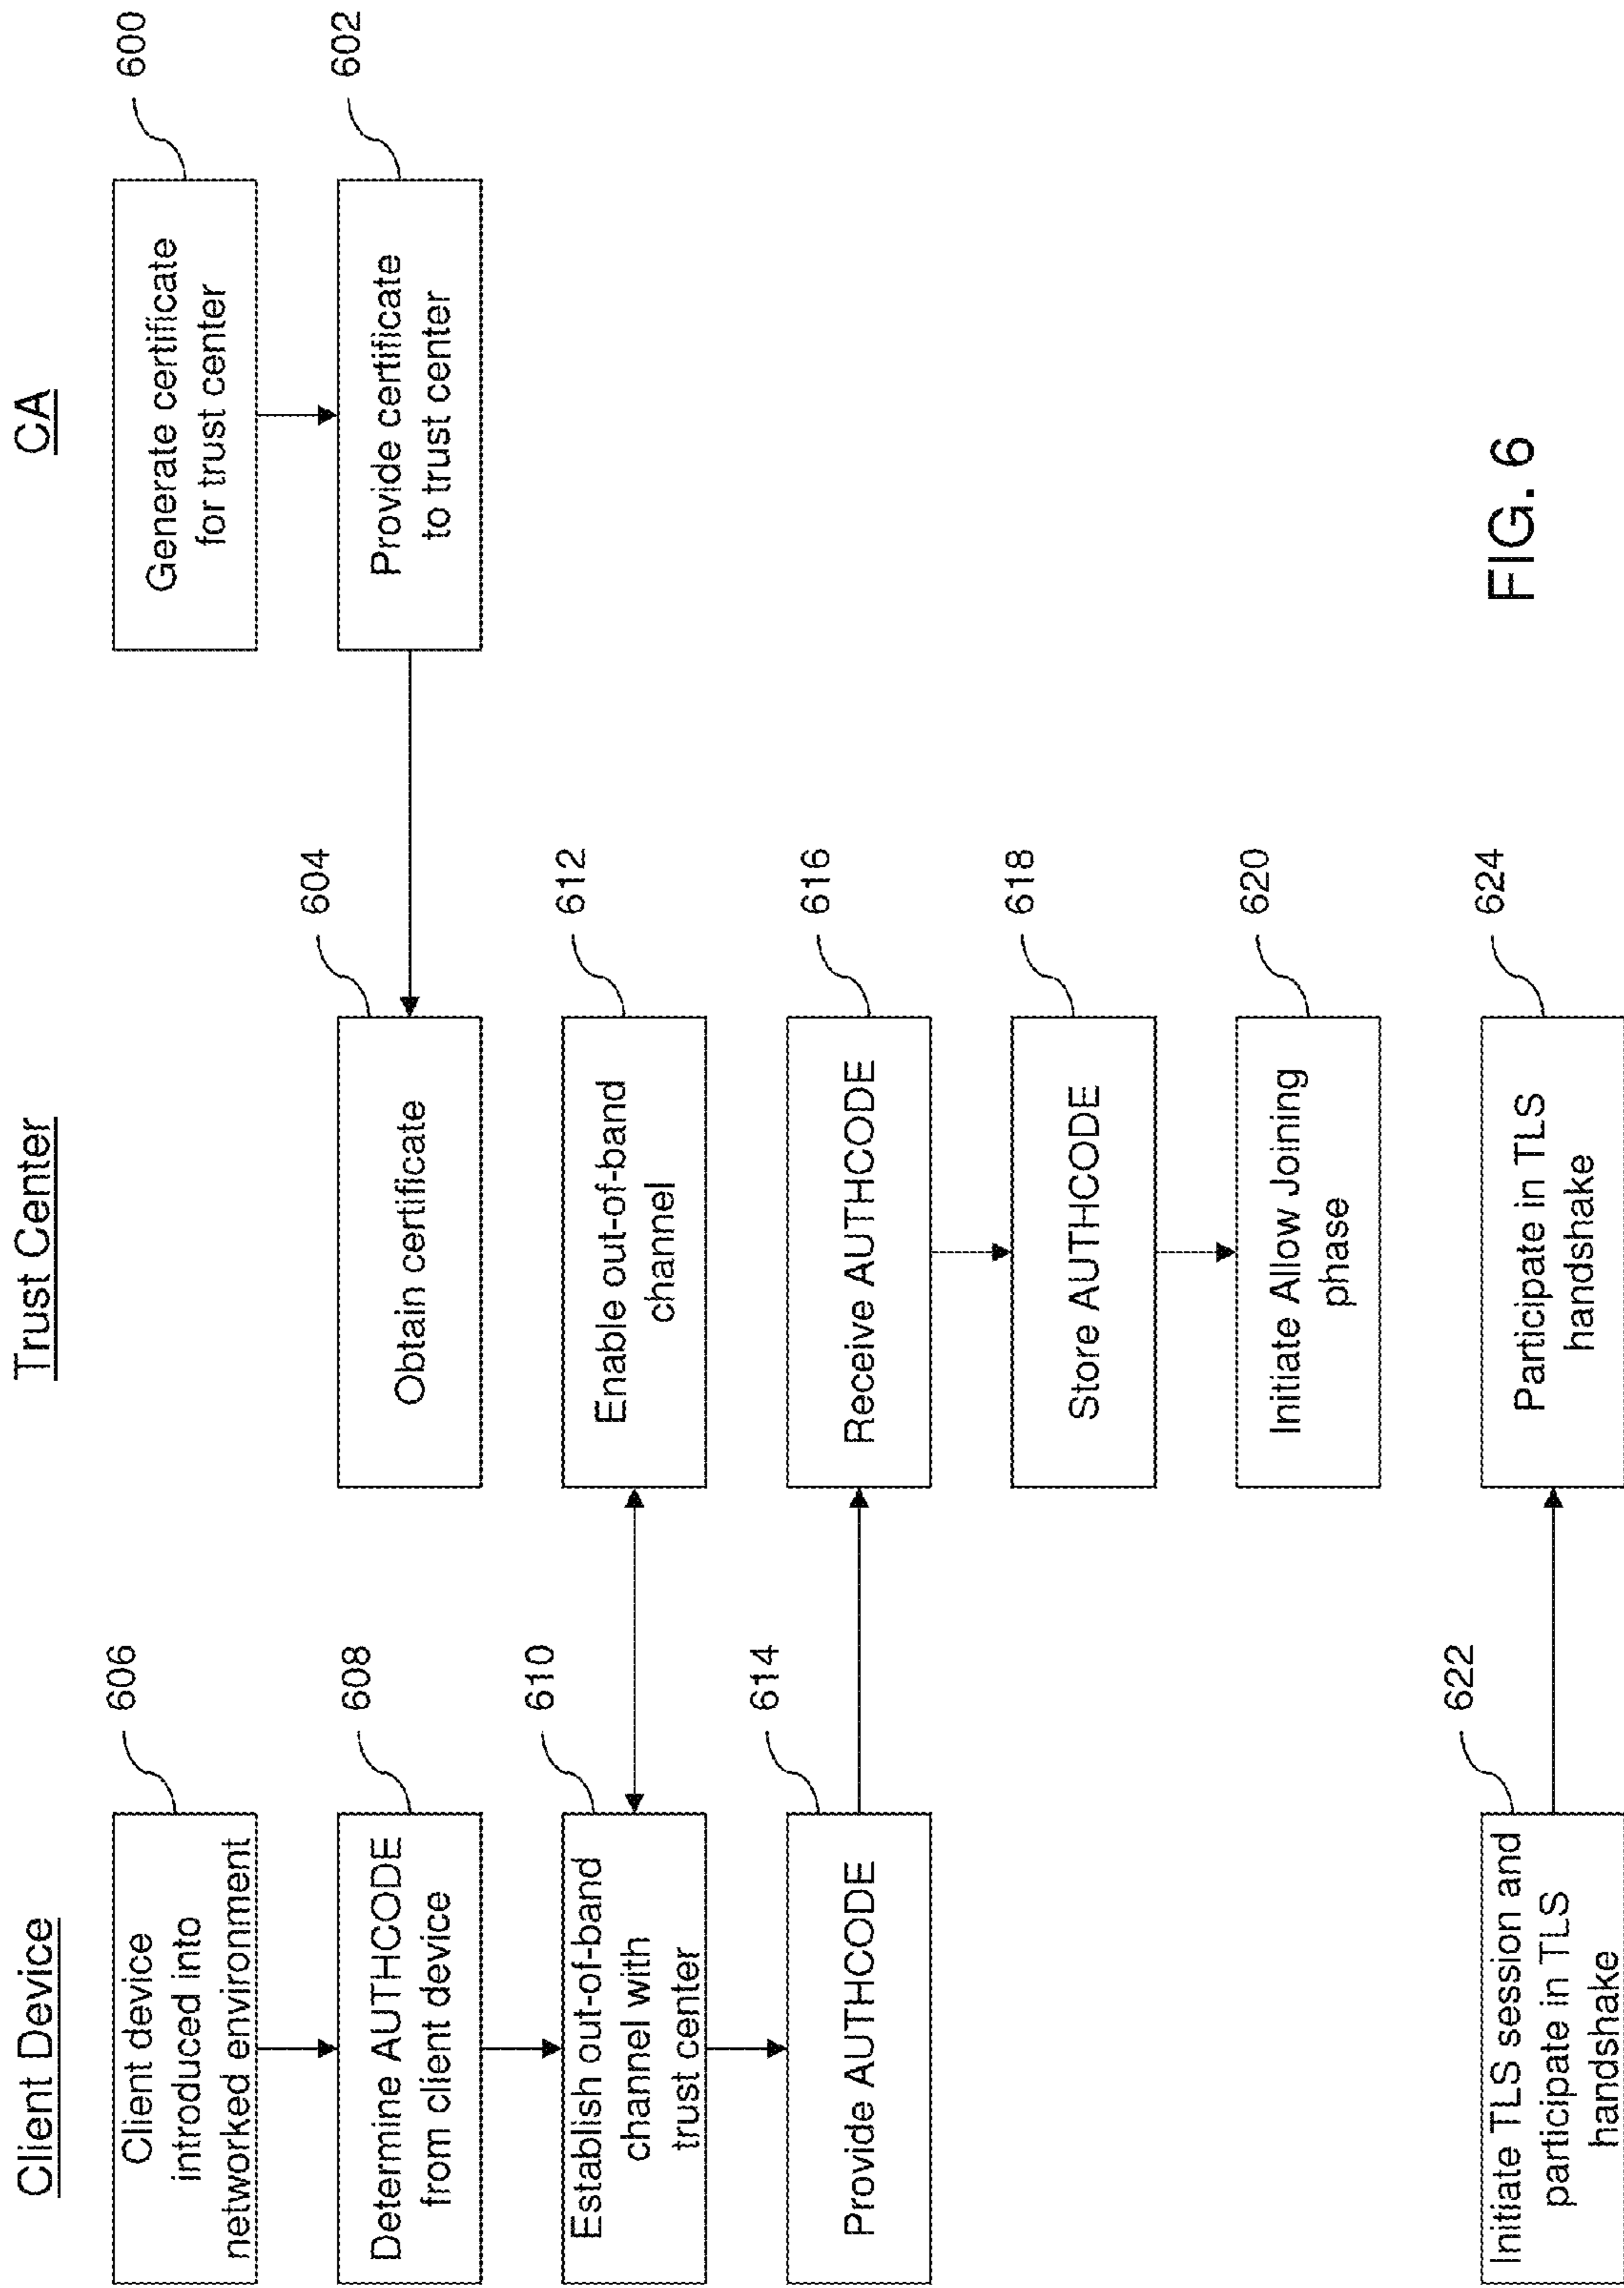 Client Device
Trust Center
CA
606
Client device
introduced into
networked environment
600
Generate certificate
for trust center
608
Determine AUTHCODE
from client device
604
Obtain certificate
602
Provide certificate
to trust center
610
Establish out-of-band
channel with
trust center
612
Enable out-of-band
channel
614
Provide AUTHCODE
616
Receive AUTHCODE
618
Store AUTHCODE
620
Initiate Allow Joining
phase
622
Initiate TLS session and
participate in TLS
handshake
624
Participate in TLS
handshake
FIG. 6